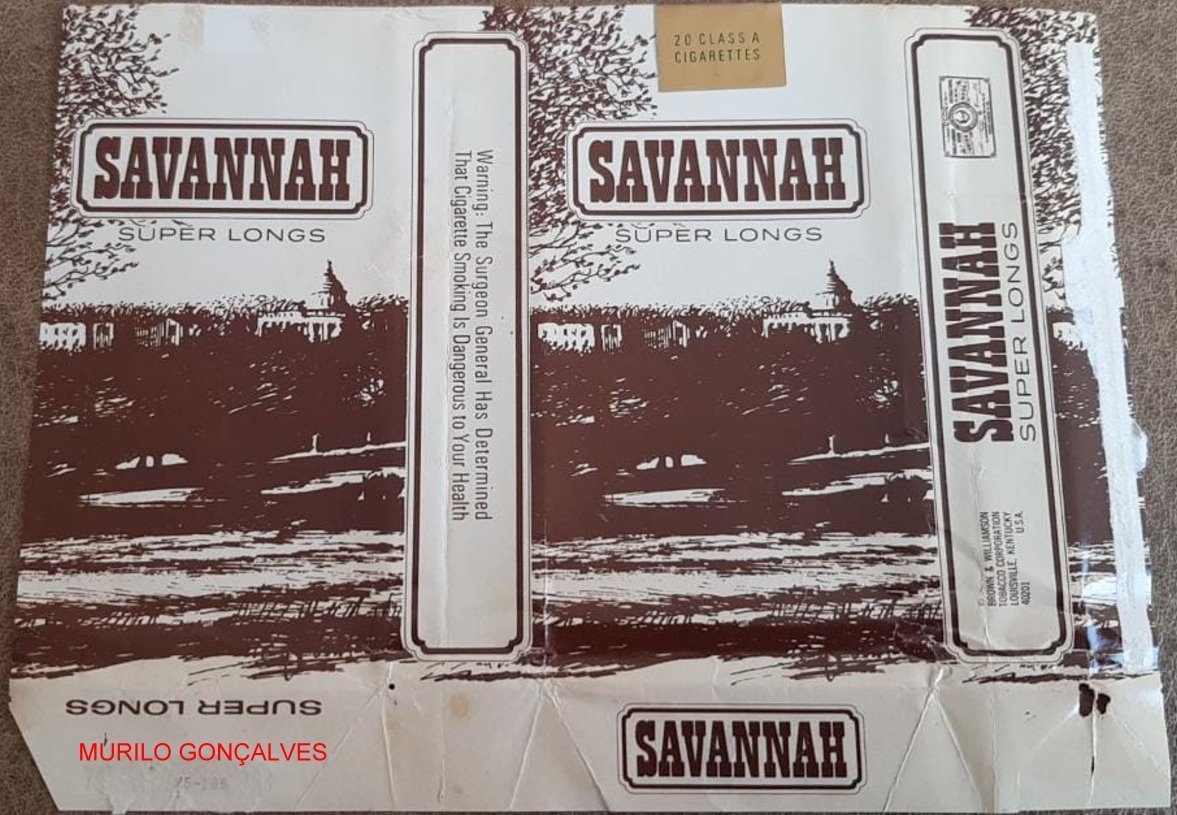 SAVANNAH
SUPER LONGS
Warning: The Surgeon General Has Determined
That Cigarette Smoking Is Dangerous to Your Health
20 CLASS A
CIGARETTES
SAVANNAH
SUPER LONGS
SAVANNAH
SUPER LONGS
BROWN & WILLIAMSON
TOBACCO CORPORATION
LOUISVILLE, KENTUCKY
40201
U.S.A.
SUPER LONGS
MURILO GONÇALVES
SAVANNAH